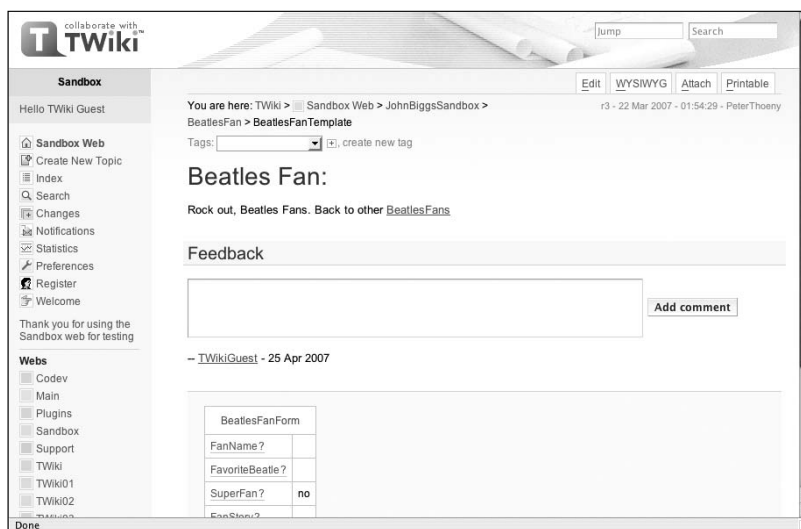 collaborate with
TWiki™
Jump
Search
Sandbox
Hello TWiki Guest
Sandbox Web
Create New Topic
Index
Search
Changes
Notifications
Statistics
Preferences
Register
Welcome
Thank you for using the
Sandbox web for testing
Webs
Codev
Main
Plugins
Sandbox
Support
TWiki
TWiki01
TWiki02
Edit
WYSIWYG
Attach
Printable
You are here: TWiki > Sandbox Web > JohnBiggsSandbox >
BeatlesFan > BeatlesFanTemplate
r3 - 22 Mar 2007 - 01:54:29 - PeterThoeny
Tags:
, create new tag
Beatles Fan:
Rock out, Beatles Fans. Back to other BeatlesFans
Feedback
Add comment
-- TWikiGuest - 25 Apr 2007
BeatlesFanForm
FanName?
FavoriteBeatle?
SuperFan? no
FanStory?
Done